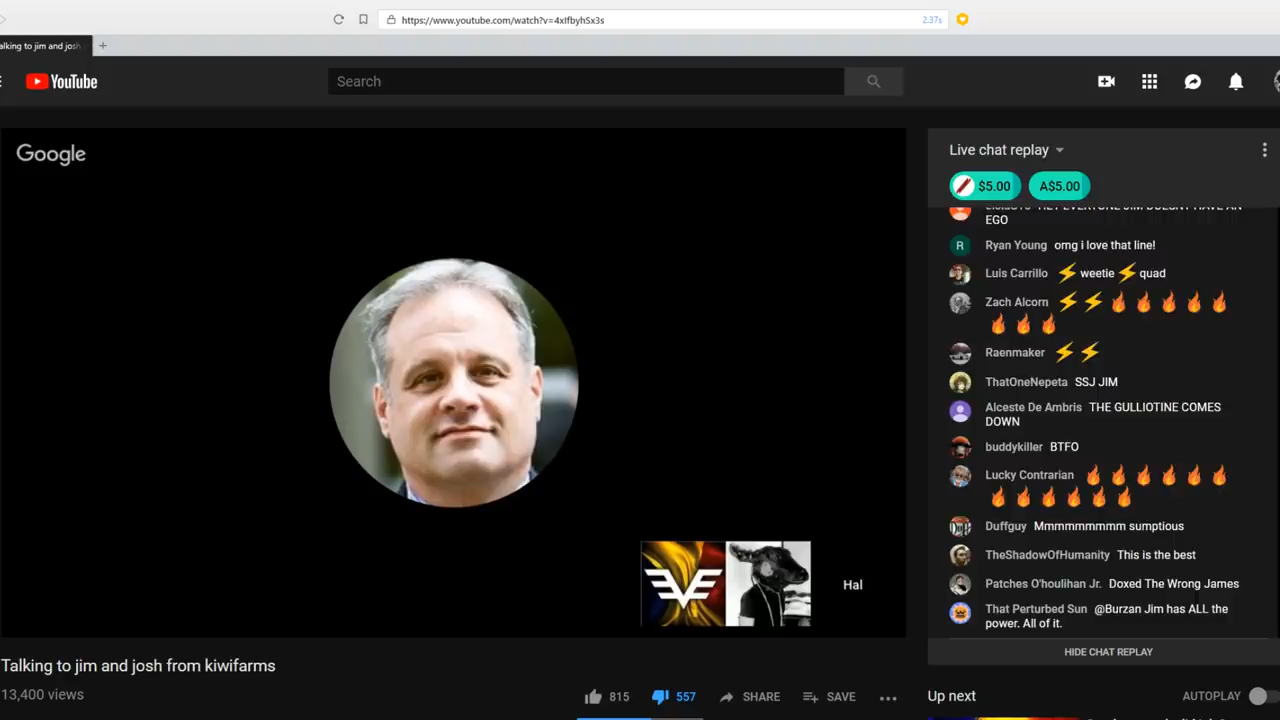 https://www.youtube.com/watch?v=4xIfbyhSx3s
2.37s
alking to jim and josh
YouTube
Search
Google
Live chat replay
$5.00
A$5.00
EGO
Ryan Young omg i love that line!
Luis Carrillo ⚡ weetie ⚡ quad
Zach Alcorn ⚡⚡🔥🔥🔥🔥🔥
🔥🔥🔥
Raenmaker ⚡⚡
ThatOneNepeta SSJ JIM
Alceste De Ambris THE GULLIOTINE COMES
DOWN
buddykiller BTFO
Lucky Contrarian 🔥🔥🔥🔥🔥🔥
🔥🔥🔥🔥🔥🔥
Duffguy Mmmmmmmmm sumptious
TheShadowOfHumanity This is the best
Patches O'houlihan Jr. Doxed The Wrong James
That Perturbed Sun @Burzan Jim has ALL the
power. All of it.
HIDE CHAT REPLAY
Hal
Talking to jim and josh from kiwifarms
13,400 views
815
557
SHARE
SAVE
Up next
AUTOPLAY